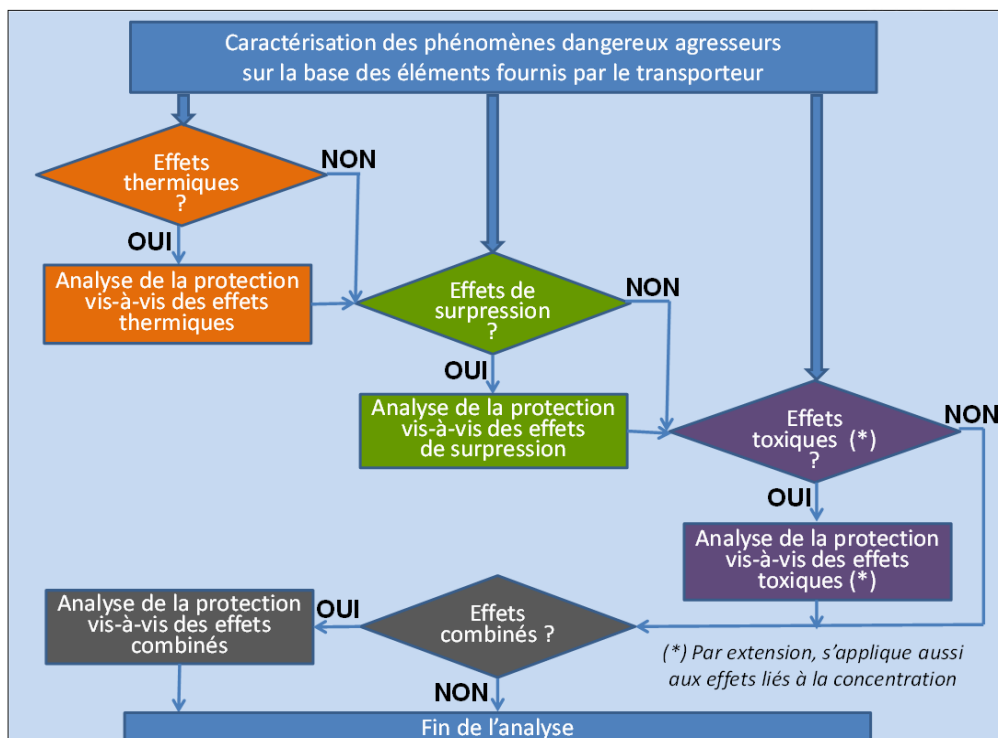 Caractérisation des phénomènes dangereux agresseurs
sur la base des éléments fournis par le transporteur
Effets
thermiques
?
NON
OUI
Analyse de la protection
vis-à-vis des effets
thermiques
Effets de
surpression
?
NON
OUI
Analyse de la protection
vis-à-vis des effets
de surpression
Effets
toxiques (*)
?
NON
OUI
Analyse de la protection
vis-à-vis des effets
toxiques (*)
Effets
combinés ?
OUI
Analyse de la protection
vis-à-vis des effets
combinés
NON
(*) Par extension, s’applique aussi
aux effets liés à la concentration
Fin de l’analyse